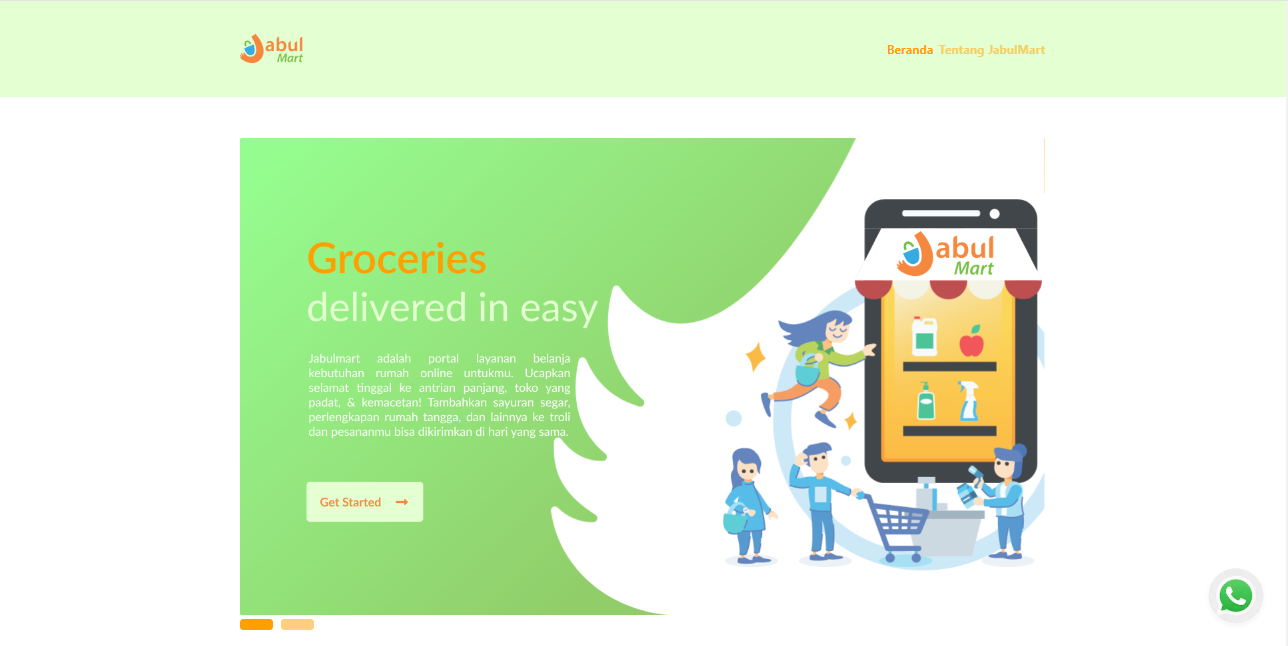 Jabul
Mart
Beranda Tentang JabulMart
Jabul
Mart
Groceries
delivered in easy
Jabulmart adalah portal layanan belanja
kebutuhan rumah online untukmu. Ucapkan
selamat tinggal ke antrian panjang, toko yang
padat, & kemacetan! Tambahkan sayuran segar,
perlengkapan rumah tangga, dan lainnya ke troli
dan pesananmu bisa dikirimkan di hari yang sama.
Get Started →